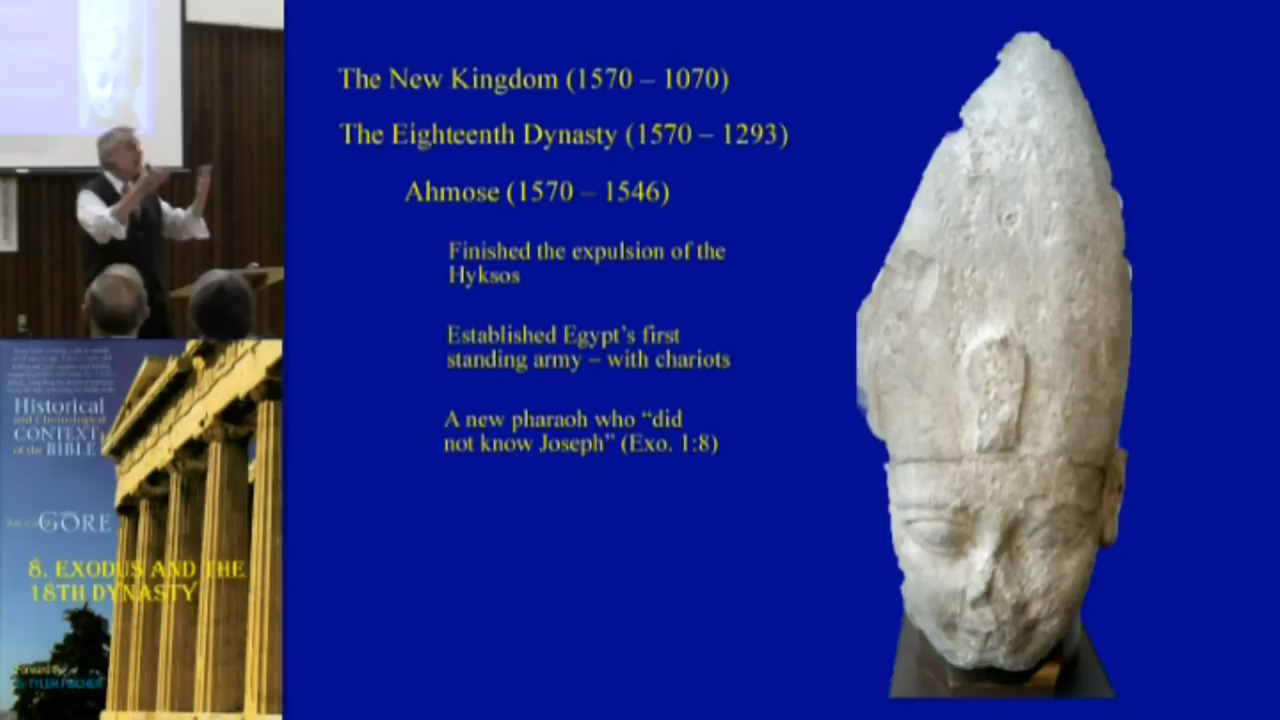 The New Kingdom (1570 – 1070)
The Eighteenth Dynasty (1570 – 1293)
Ahmose (1570 – 1546)
Finished the expulsion of the
Hyksos
Established Egypt’s first
standing army – with chariots
A new pharaoh who “did
not know Joseph” (Exo. 1:8)
Historical
and Chronological
CONTEXT
of the BIBLE
GORE
8. EXODUS AND THE
18TH DYNASTY